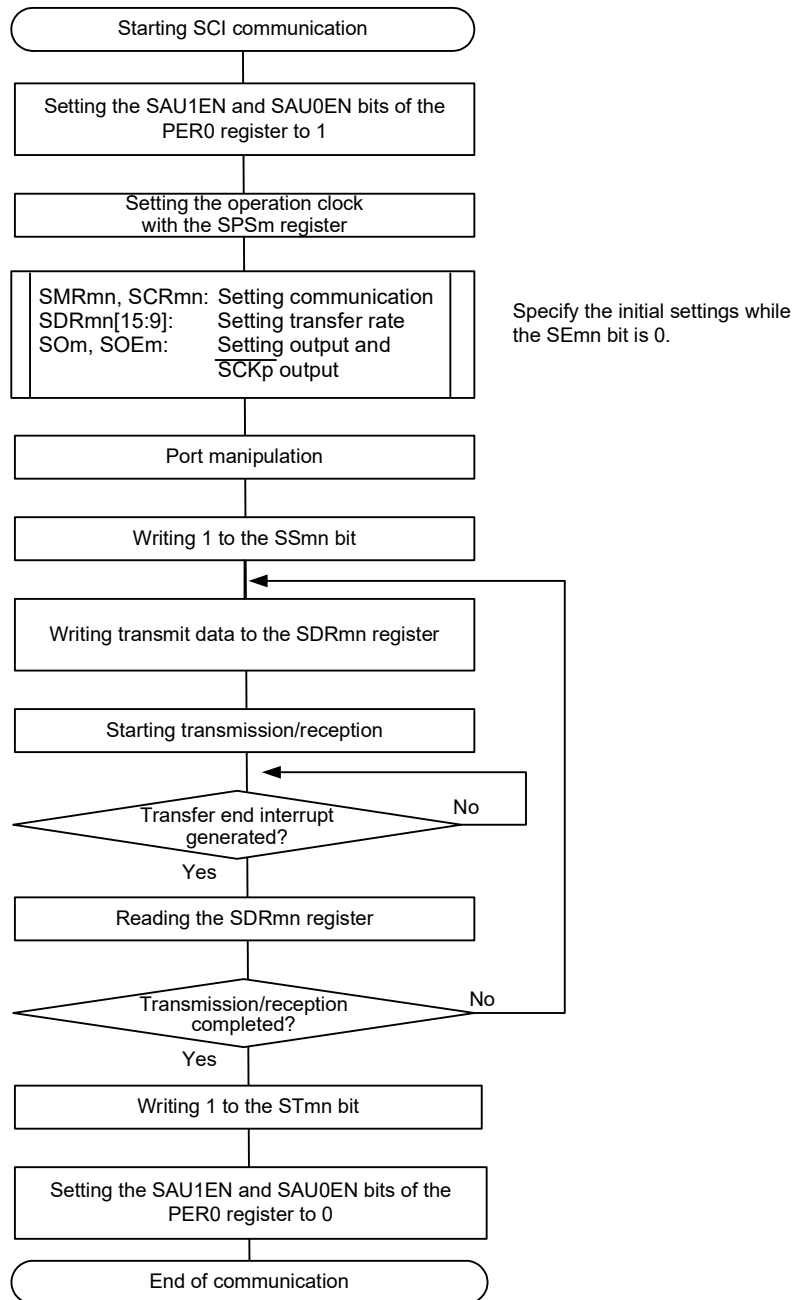 Starting SCI communication
Setting the SAU1EN and SAU0EN bits of the
PER0 register to 1
Setting the operation clock
with the SPSm register
SMRmn, SCRmn: Setting communication
SDRmn[15:9]: Setting transfer rate
SOm, SOEm: Setting output and
SCKp output
Specify the initial settings while
the SEmn bit is 0.
Port manipulation
Writing 1 to the SSmn bit
Writing transmit data to the SDRmn register
Starting transmission/reception
Transfer end interrupt
generated?
No
Yes
Reading the SDRmn register
Transmission/reception
completed?
No
Yes
Writing 1 to the STmn bit
Setting the SAU1EN and SAU0EN bits of the
PER0 register to 0
End of communication